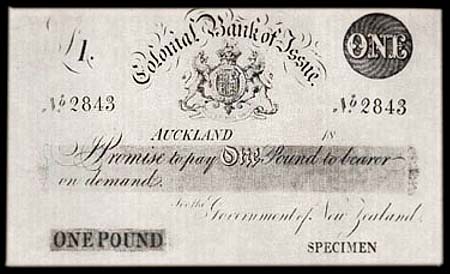 £1.
Colonial Bank of Issue.
ONE
No 2843
No 2843
AUCKLAND 18
I Promise to pay One Pound to bearer
on demand.
For the Government of New Zealand.
ONE POUND
SPECIMEN